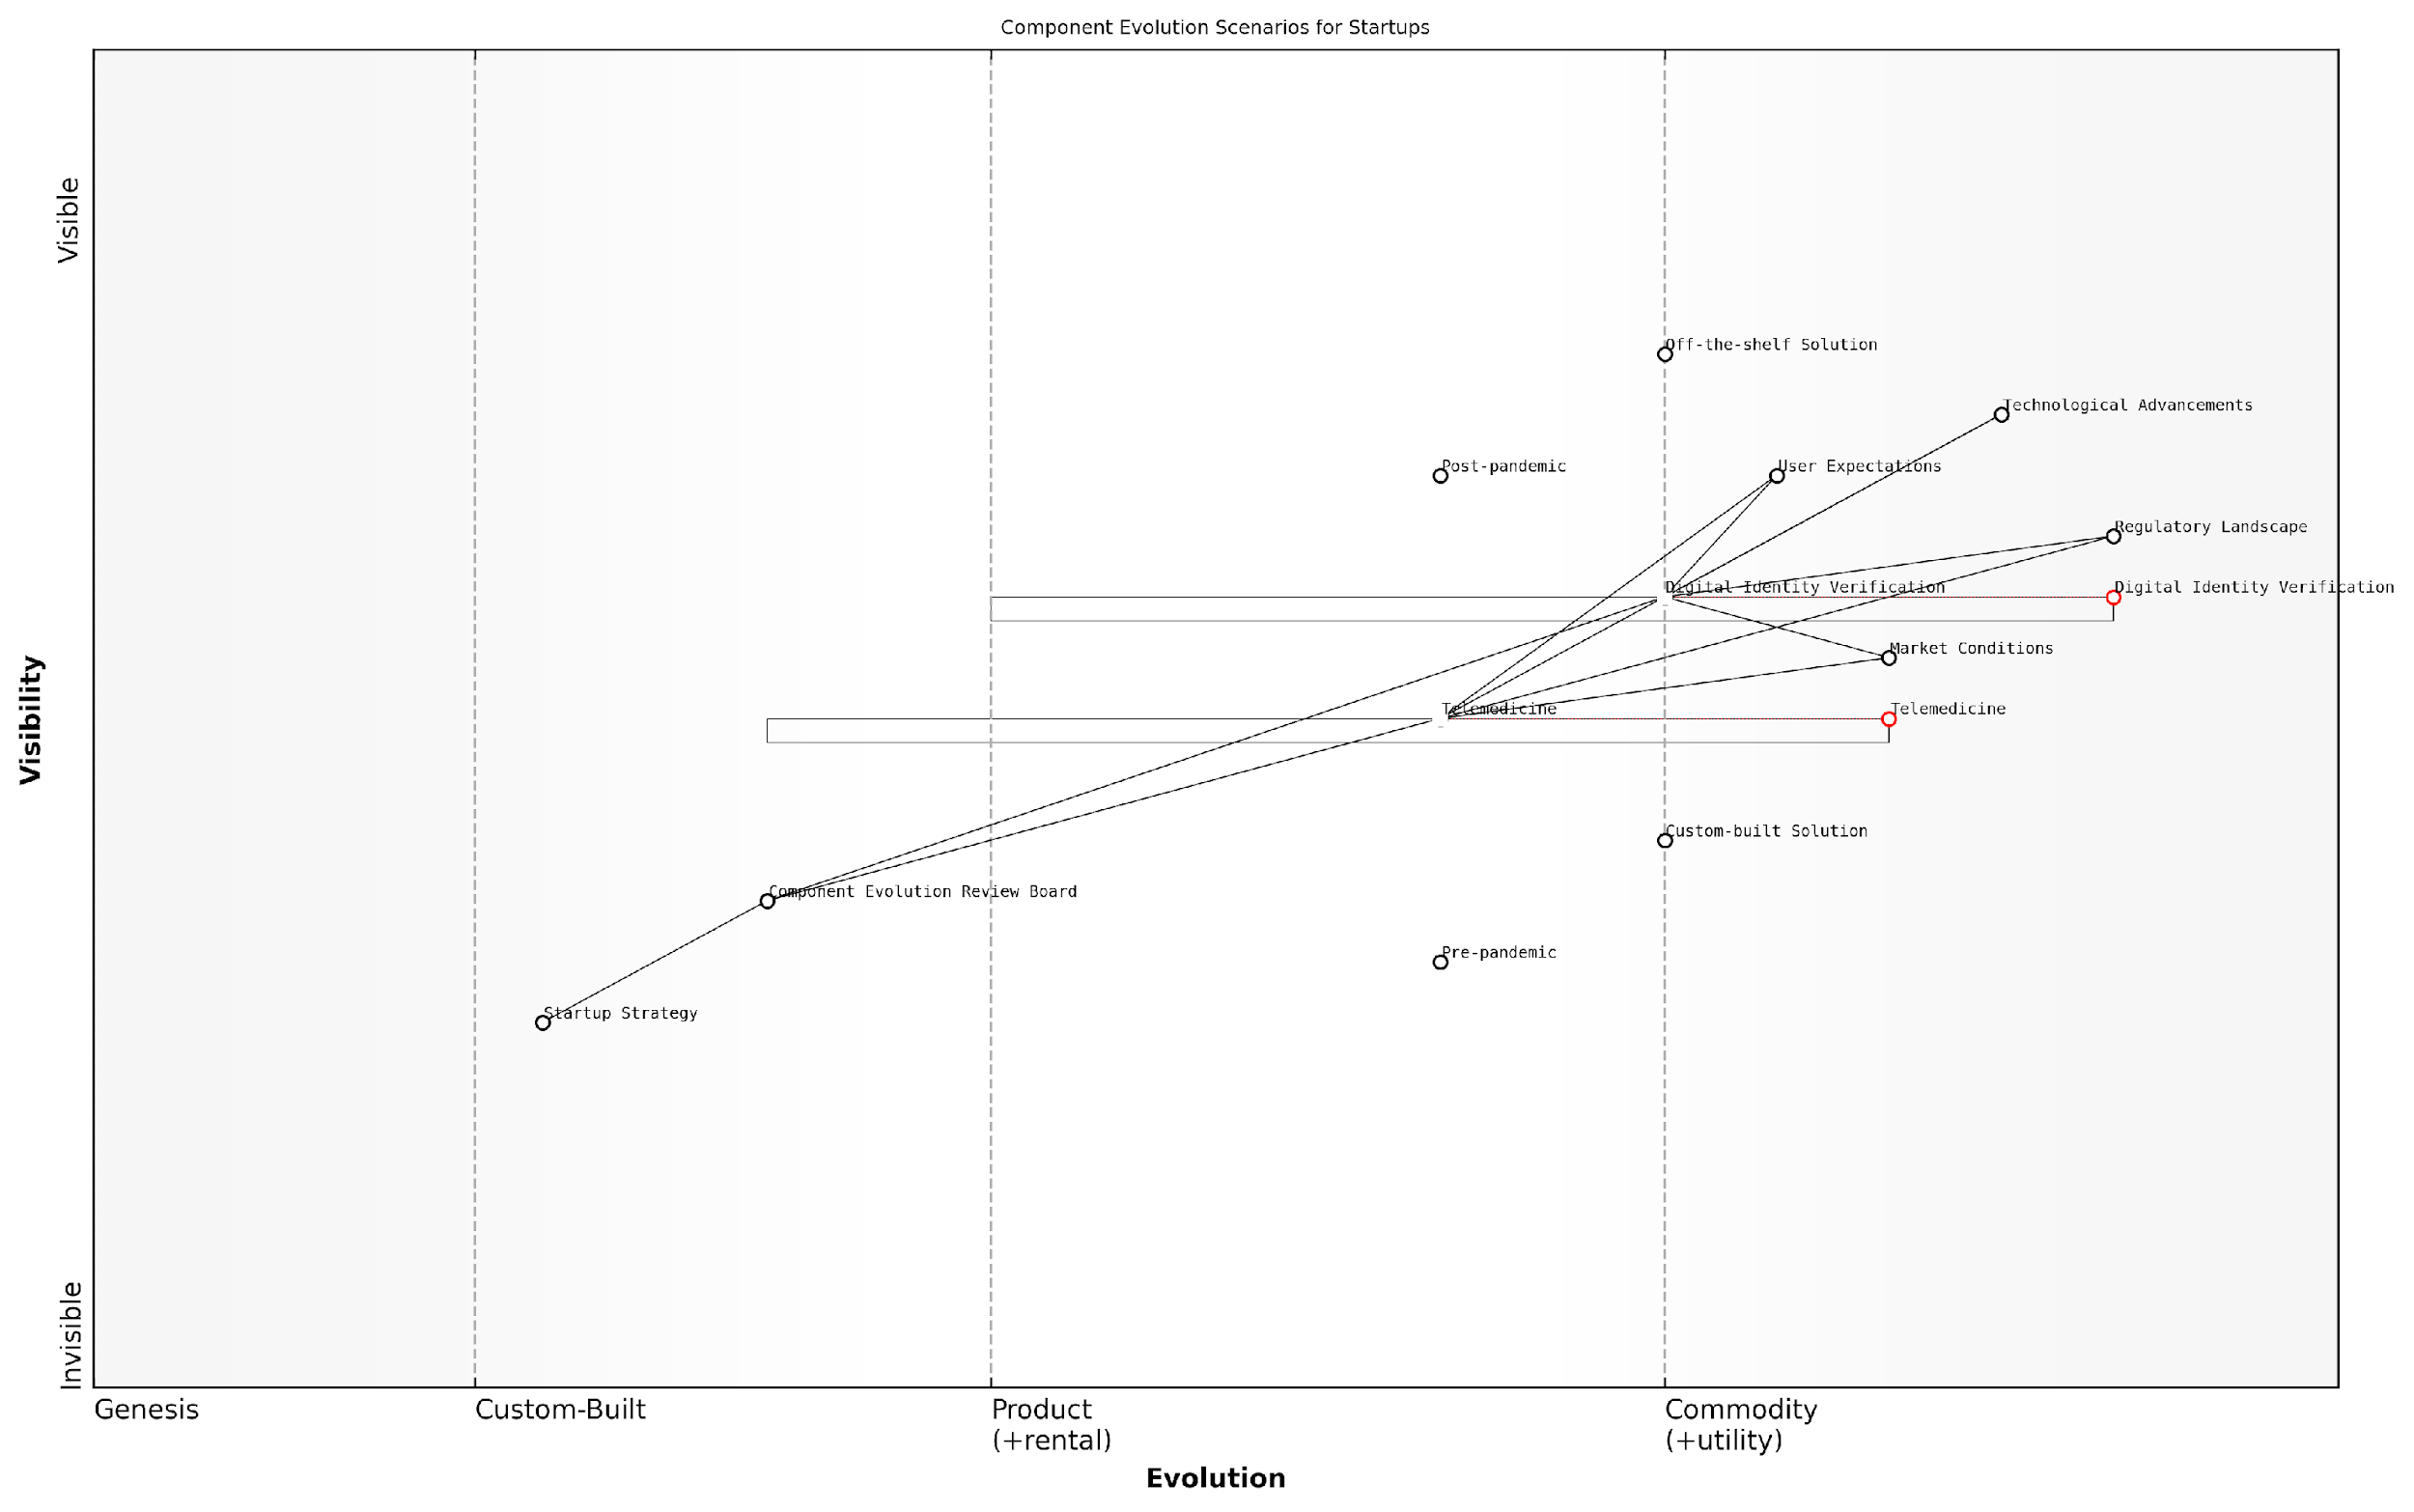 Component Evolution Scenarios for Startups
Visible
Off-the-shelf Solution
Technological Advancements
Post-pandemic
User Expectations
Regulatory Landscape
Digital Identity Verification
Digital Identity Verification
Market Conditions
Telemedicine
Telemedicine
Visibility
Custom-built Solution
Component Evolution Review Board
Pre-pandemic
Startup Strategy
Invisible
Genesis
Custom-Built
Product
(+rental)
Commodity
(+utility)
Evolution